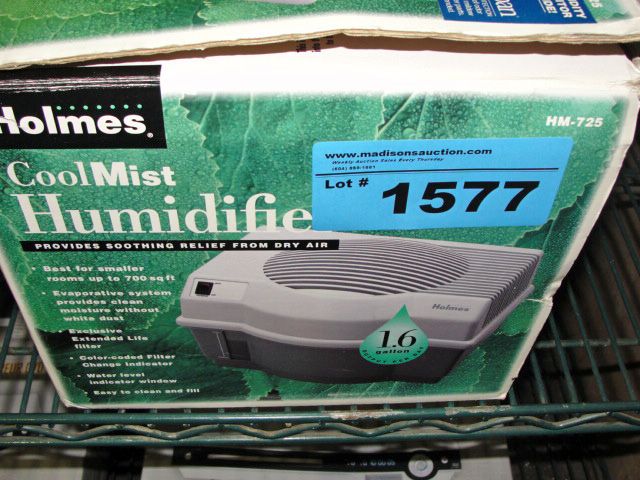 Holmes.
HM-725
www.madisonsauction.com
Weekly Auction Sales Every Thursday
Lot # 1577
CoolMist
Humidifie
PROVIDES SOOTHING RELIEF FROM DRY AIR
• Best for smaller
rooms up to 700 sq ft
• Evaporative system
provides clean
moisture without
white dust
• Exclusive
Extended Life
filter
• Color-coded Filter
Change Indicator
• Water level
indicator window
• Easy to clean and fill
Holmes
1.6
gallon